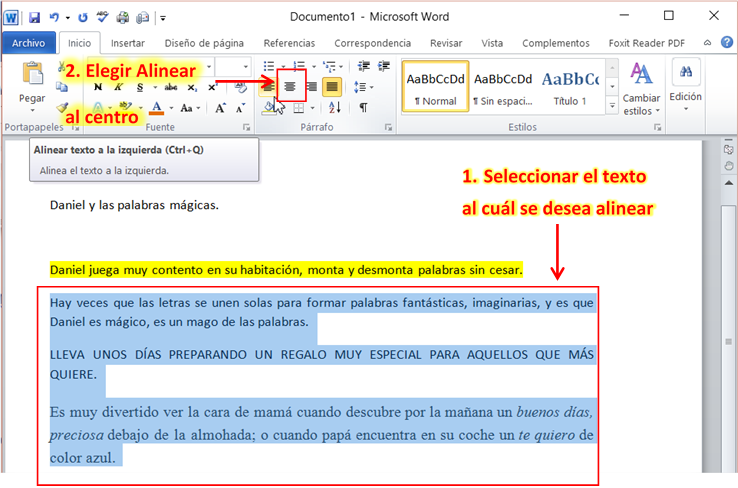 Documento1 - Microsoft Word
Archivo Inicio Insertar Diseño de página Referencias Correspondencia Revisar Vista Complementos Foxit Reader PDF
2. Elegir Alinear
al centro
Pegar
N K S abc x₂ x²
A Aa A A
AaBbCcDd AaBbCcDd AaBbCc
¶ Normal ¶ Sin espaci... Título 1
Cambiar estilos
Edición
Portapapeles Fuente Párrafo Estilos
Alinear texto a la izquierda (Ctrl+Q)
Alinea el texto a la izquierda.
1. Seleccionar el texto
al cuál se desea alinear
Daniel y las palabras mágicas.
Daniel juega muy contento en su habitación, monta y desmonta palabras sin cesar.
Hay veces que las letras se unen solas para formar palabras fantásticas, imaginarias, y es que
Daniel es mágico, es un mago de las palabras.
LLEVA UNOS DÍAS PREPARANDO UN REGALO MUY ESPECIAL PARA AQUELLOS QUE MÁS
QUIERE.
Es muy divertido ver la cara de mamá cuando descubre por la mañana un buenos días,
preciosa debajo de la almohada; o cuando papá encuentra en su coche un te quiero de
color azul.